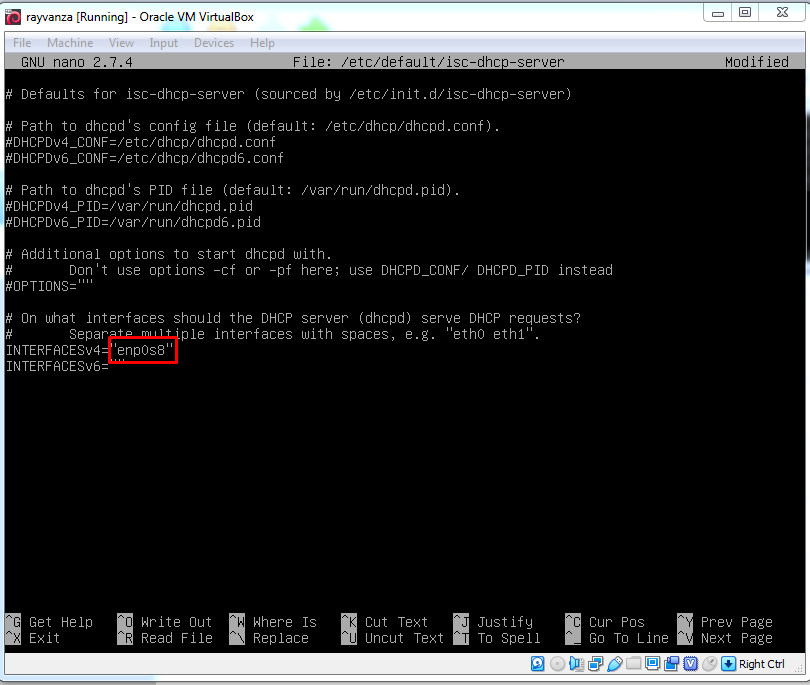 rayvanza [Running] - Oracle VM VirtualBox
File Machine View Input Devices Help
GNU nano 2.7.4 File: /etc/default/isc-dhcp-server Modified
# Defaults for isc-dhcp-server (sourced by /etc/init.d/isc-dhcp-server)
# Path to dhcpd's config file (default: /etc/dhcp/dhcpd.conf).
#DHCPDv4_CONF=/etc/dhcp/dhcpd.conf
#DHCPDv6_CONF=/etc/dhcp/dhcpd6.conf
# Path to dhcpd's PID file (default: /var/run/dhcpd.pid).
#DHCPDv4_PID=/var/run/dhcpd.pid
#DHCPDv6_PID=/var/run/dhcpd6.pid
# Additional options to start dhcpd with.
# Don't use options -cf or -pf here; use DHCPD_CONF/ DHCPD_PID instead
#OPTIONS=""
# On what interfaces should the DHCP server (dhcpd) serve DHCP requests?
# Separate multiple interfaces with spaces, e.g. "eth0 eth1".
INTERFACESv4="enp0s8"
INTERFACESv6=""
^G Get Help ^O Write Out ^W Where Is ^K Cut Text ^J Justify ^C Cur Pos ^Y Prev Page
^X Exit ^R Read File ^\ Replace ^U Uncut Text ^T To Spell ^_ Go To Line ^V Next Page
Right Ctrl